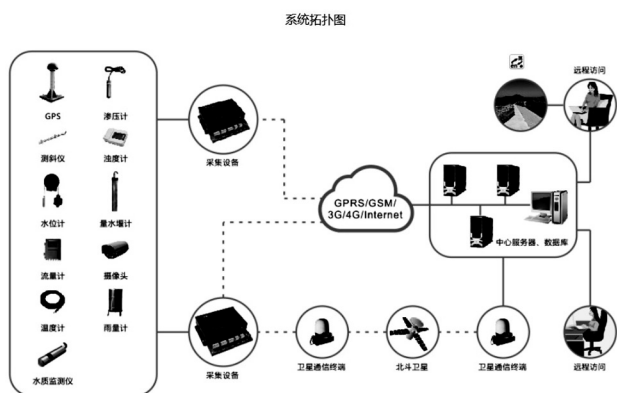 系统拓扑图
GPS
渗压计
测斜仪
浊度计
水位计
量水堰计
流量计
摄像头
温度计
雨量计
水质监测仪
采集设备
采集设备
GPRS/GSM/
3G/4G/Internet
中心服务器、数据库
远程访问
远程访问
卫星通信终端
北斗卫星
卫星通信终端